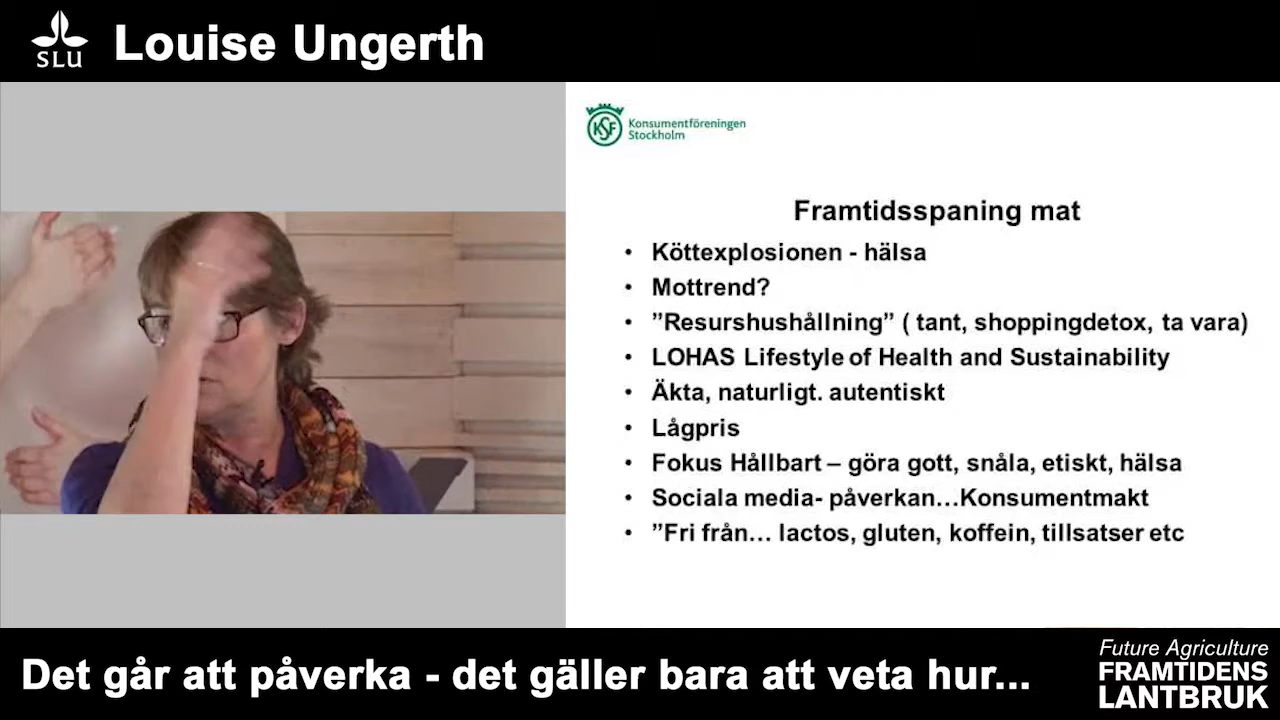 SLU
Louise Ungerth
KSF
Konsumentföreningen
Stockholm
Framtidsspaning mat
• Köttexplosionen - hälsa
• Mottrend?
• ”Resurshushållning” ( tant, shoppingdetox, ta vara)
• LOHAS Lifestyle of Health and Sustainability
• Äkta, naturligt. autentiskt
• Lågpris
• Fokus Hållbart – göra gott, snåla, etiskt, hälsa
• Sociala media- påverkan…Konsumentmakt
• ”Fri från… lactos, gluten, koffein, tillsatser etc
Det går att påverka - det gäller bara att veta hur...
Future Agriculture
FRAMTIDENS
LANTBRUK